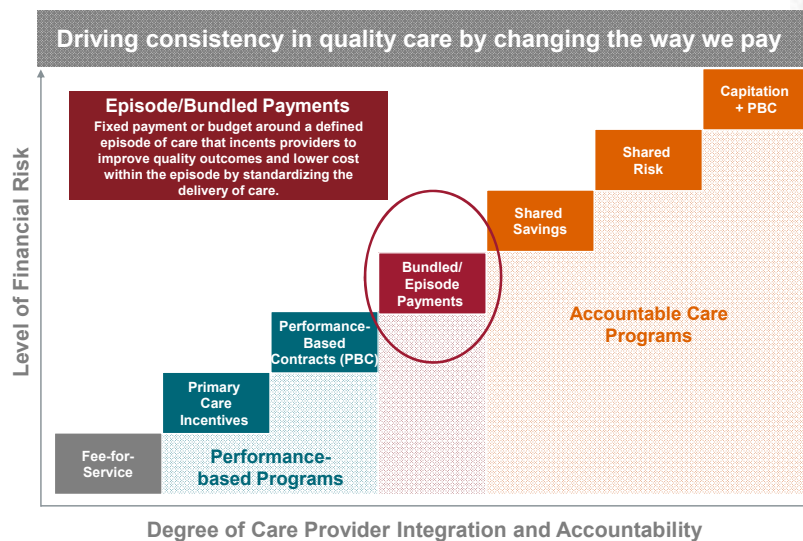 Driving consistency in quality care by changing the way we pay
Level of Financial Risk
Episode/Bundled Payments
Fixed payment or budget around a defined
episode of care that incents providers to
improve quality outcomes and lower cost
within the episode by standardizing the
delivery of care.
Capitation
+ PBC
Shared
Risk
Shared
Savings
Bundled/
Episode
Payments
Performance-
Based
Contracts (PBC)
Primary
Care
Incentives
Fee-for-
Service
Performance-
based Programs
Accountable Care
Programs
Degree of Care Provider Integration and Accountability